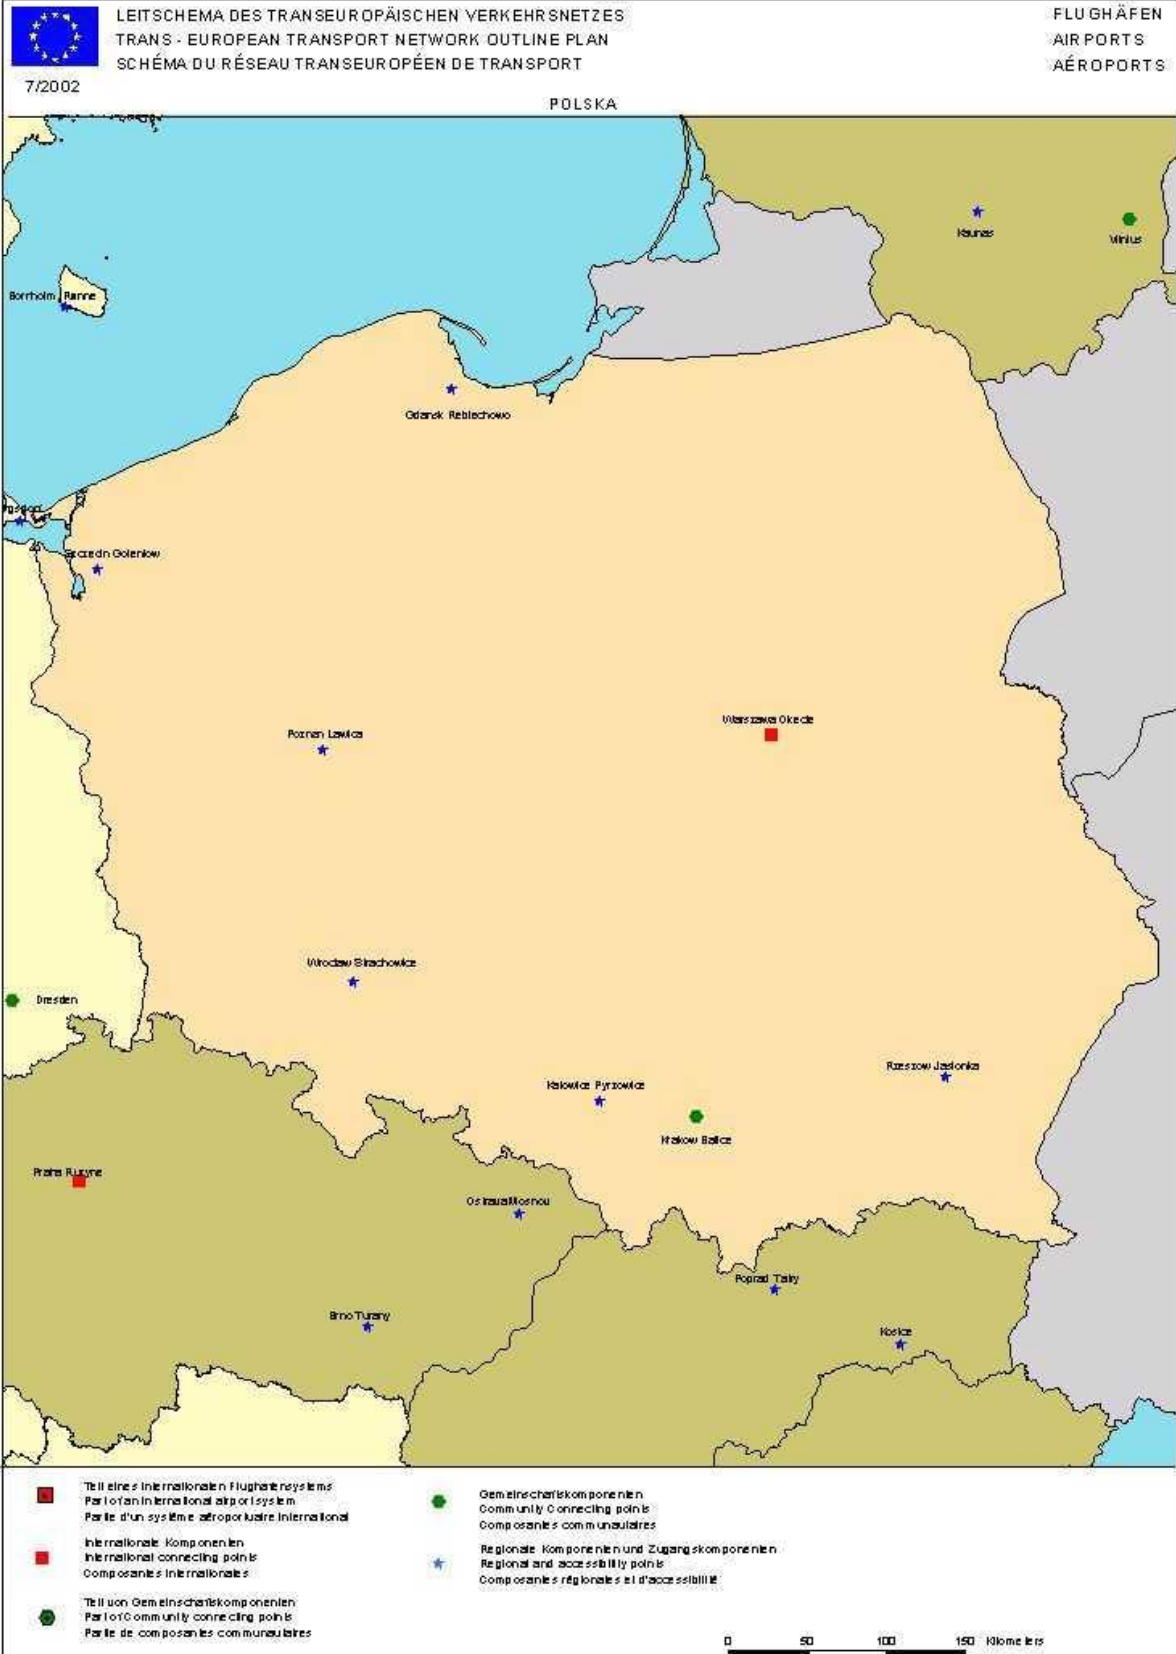 LEITSCHEMA DES TRANSEUROPÄISCHEN VERKEHRSNETZES
TRANS - EUROPEAN TRANSPORT NETWORK OUTLINE PLAN
SCHÉMA DU RÉSEAU TRANSEUROPÉEN DE TRANSPORT
FLUGHÄFEN
AIRPORTS
AÉROPORTS
7/2002
POLSKA
Kaunas
Vilnius
Bornholm Rønne
Gdansk Rebiechowo
Szczecin Goleniow
Poznan Lawica
Warszawa Okecie
Wroclaw Strachowice
Dresden
Rzeszow Jasionka
Katowice Pyrzowice
Krakow Balice
Praha Ruzyne
Ostrava Mosnov
Poprad Tatry
Brno Turany
Kosice
Teil eines internationalen Flughafensystems
Part of an international airport system
Partie d'un système aéroportuaire international
Internationale Komponenten
International connecting points
Composantes internationales
Teil von Gemeinschaftskomponenten
Part of Community connecting points
Partie de composantes communautaires
Gemeinschaftskomponenten
Community Connecting points
Composantes communautaires
Regionale Komponenten und Zugangskomponenten
Regional and accessibility points
Composantes régionales et d'accessibilité
0 50 100 150 Kilometers